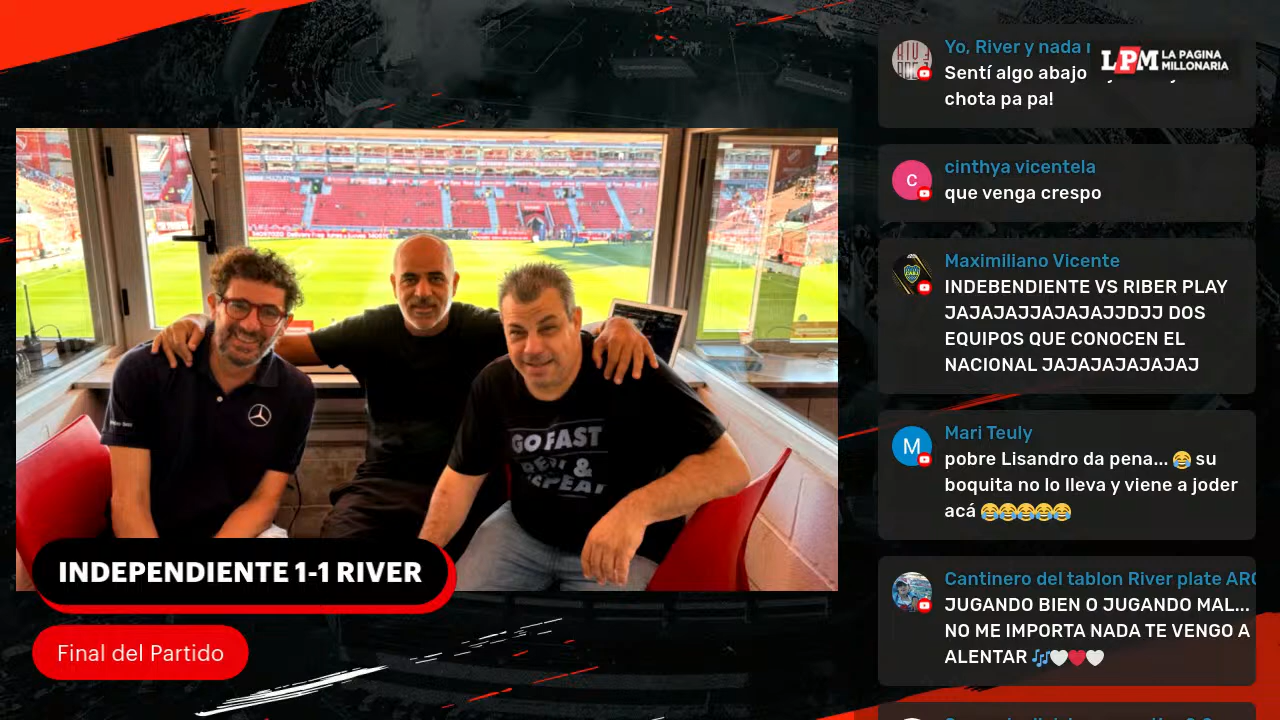 Yo, River y nada
LPM LA PAGINA
MILLONARIA
Sentí algo abajo
chota pa pa!
cinthya vicentela
que venga crespo
Maximiliano Vicente
INDEBENDIENTE VS RIBER PLAY
JAJAJAJJAJAJAJJDJJ DOS
EQUIPOS QUE CONOCEN EL
NACIONAL JAJAJAJAJAJAJ
Mari Teuly
pobre Lisandro da pena... 😂 su
boquita no lo lleva y viene a joder
acá 😂😂😂😂😂
Cantinero del tablon River plate ARG
JUGANDO BIEN O JUGANDO MAL...
NO ME IMPORTA NADA TE VENGO A
ALENTAR 🎶🤍❤️🤍
GO FAST
& 
INDEPENDIENTE 1-1 RIVER
Final del Partido